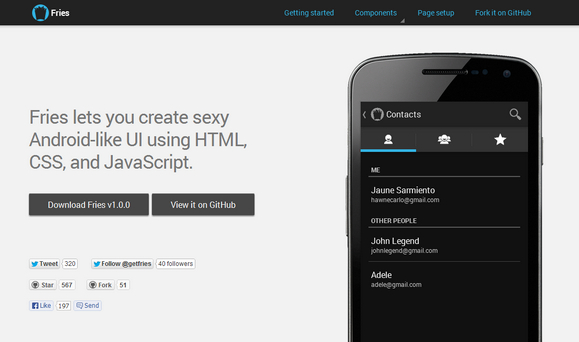 Fries
Getting started
Components
Page setup
Fork it on GitHub
Fries lets you create sexy
Android-like UI using HTML,
CSS, and JavaScript.
Download Fries v1.0.0
View it on GitHub
Tweet 320
Follow @getfries 40 followers
Star 567
Fork 51
Like 197 Send
Contacts
ME
Jaune Sarmiento
hawnecarlo@gmail.com
OTHER PEOPLE
John Legend
johnlegend@gmail.com
Adele
adele@gmail.com